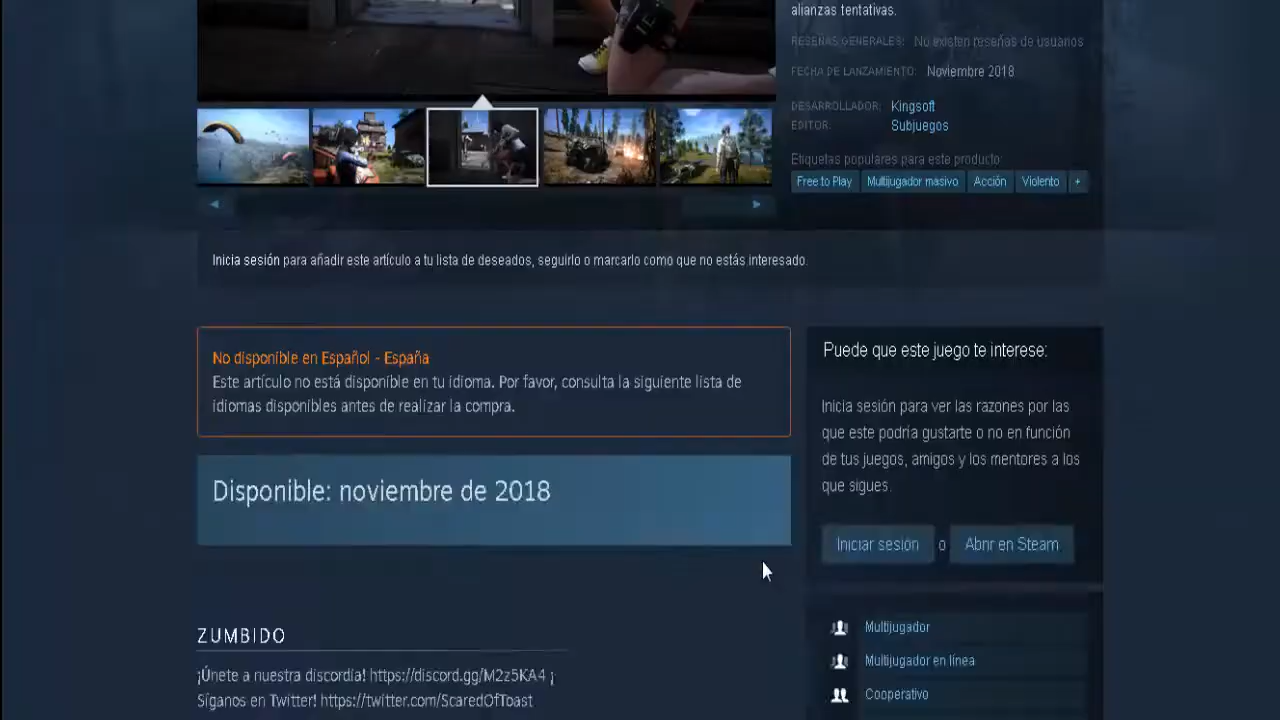 alianzas tentativas.
RESEÑAS GENERALES: No existen reseñas de usuarios
FECHA DE LANZAMIENTO: Noviembre 2018
DESARROLLADOR: Kingsoft
EDITOR: Subjuegos
Etiquetas populares para este producto:
Free to Play Multijugador masivo Acción Violento +
Inicia sesión para añadir este artículo a tu lista de deseados, seguirlo o marcarlo como que no estás interesado.
No disponible en Español - España
Este artículo no está disponible en tu idioma. Por favor, consulta la siguiente lista de
idiomas disponibles antes de realizar la compra.
Disponible: noviembre de 2018
ZUMBIDO
¡Únete a nuestra discordia! https://discord.gg/M2z5KA4 ¡
Síganos en Twitter! https://twitter.com/ScaredOfToast
Puede que este juego te interese:
Inicia sesión para ver las razones por las
que este podría gustarte o no en función
de tus juegos, amigos y los mentores a los
que sigues.
Iniciar sesión o Abrir en Steam
Multijugador
Multijugador en línea
Cooperativo